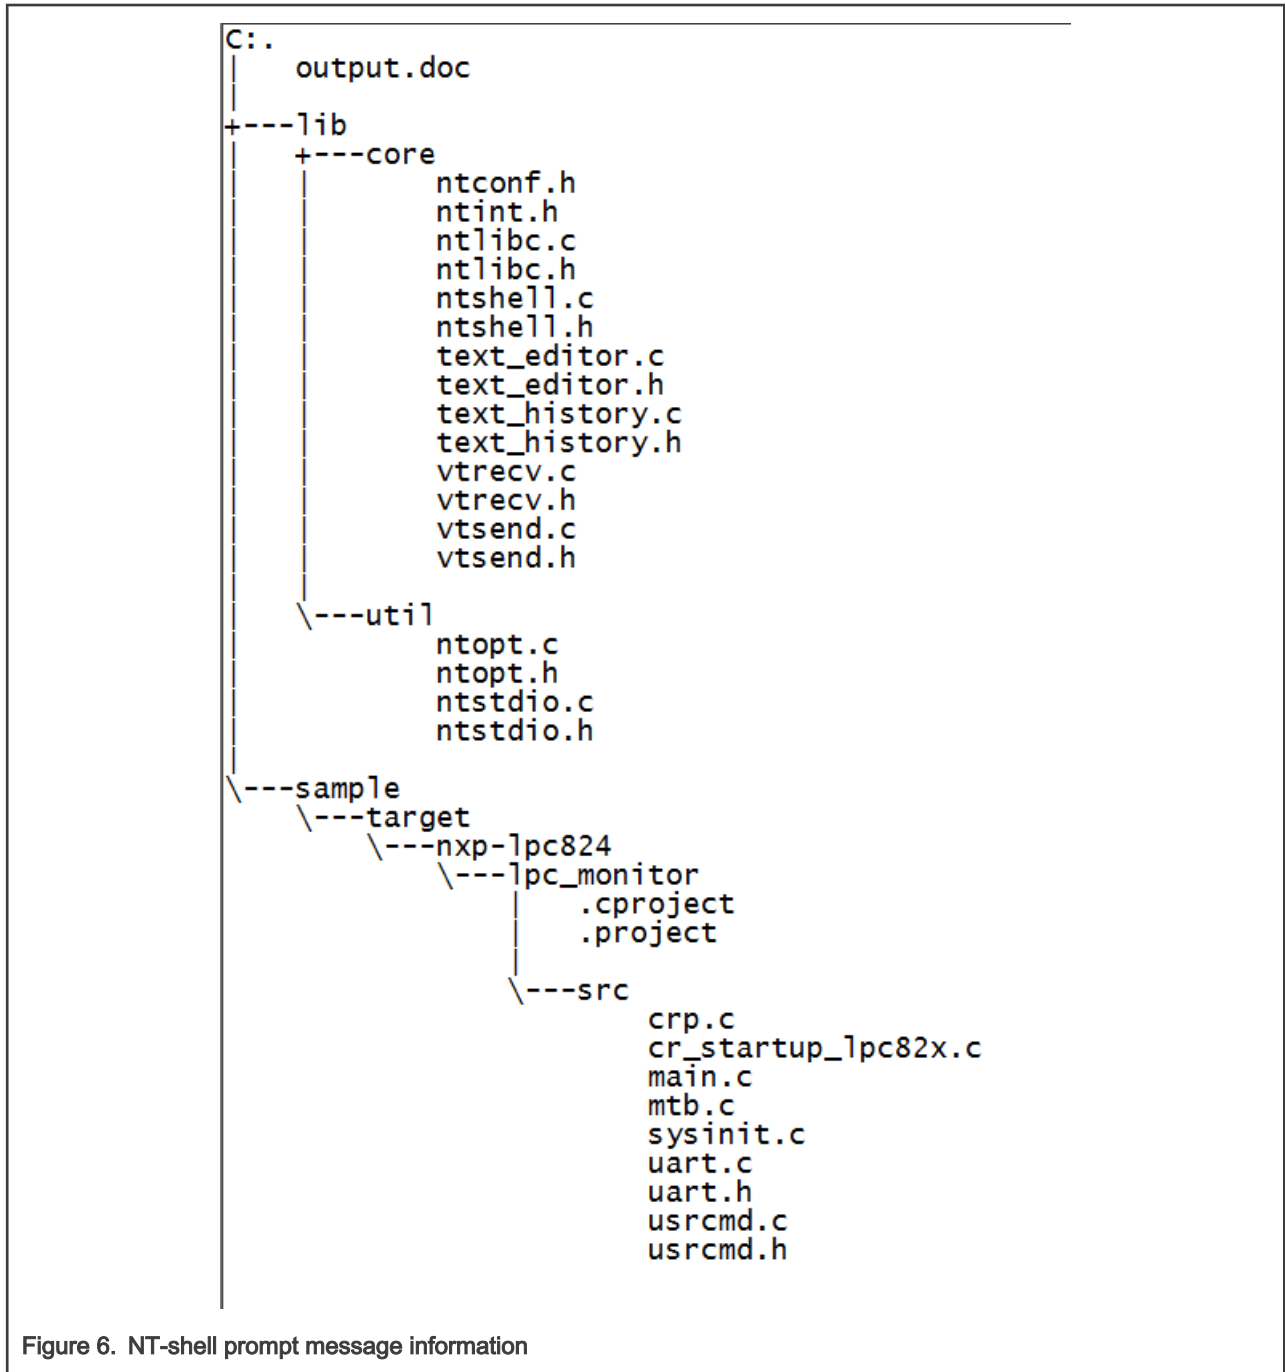 C:.
|   output.doc
|
+---lib
|   +---core
|   |       ntconf.h
|   |       ntint.h
|   |       ntlibc.c
|   |       ntlibc.h
|   |       ntshell.c
|   |       ntshell.h
|   |       text_editor.c
|   |       text_editor.h
|   |       text_history.c
|   |       text_history.h
|   |       vtrecv.c
|   |       vtrecv.h
|   |       vtsend.c
|   |       vtsend.h
|   |
|   \---util
|           ntopt.c
|           ntopt.h
|           ntstdio.c
|           ntstdio.h
|
\---sample
    \---target
        \---nxp-lpc824
            \---lpc_monitor
                |   .cproject
                |   .project
                |
                \---src
                        crp.c
                        cr_startup_lpc82x.c
                        main.c
                        mtb.c
                        sysinit.c
                        uart.c
                        uart.h
                        usrcmd.c
                        usrcmd.h
Figure 6. NT-shell prompt message information